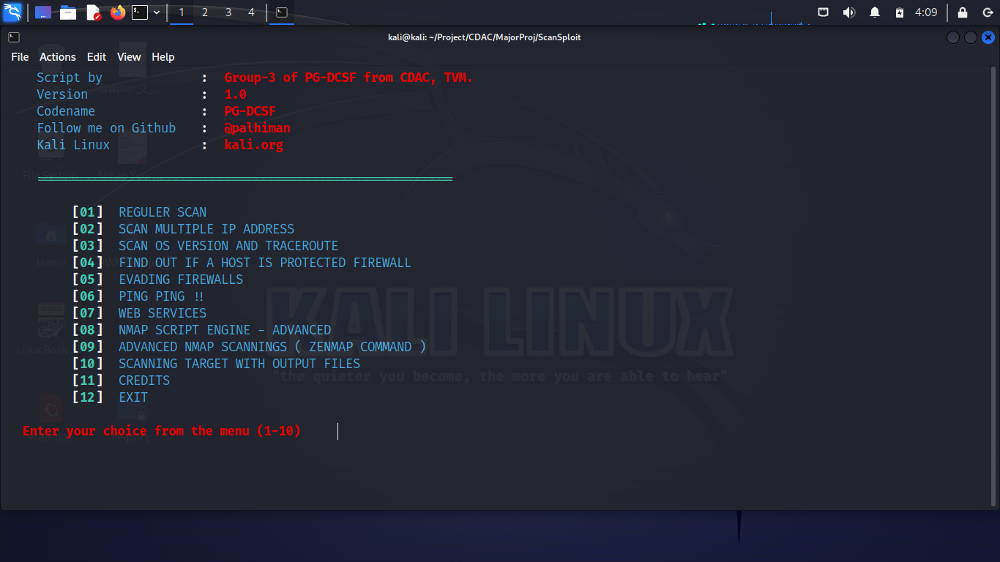 1 2 3 4 4:09
kali@kali: ~/Project/CDAC/MajorProj/ScanSploit
File Actions Edit View Help
Script by : Group-3 of PG-DCSF from CDAC, TVM.
Version : 1.0
Codename : PG-DCSF
Follow me on Github : @palhiman
Kali Linux : kali.org
[01] REGULER SCAN
[02] SCAN MULTIPLE IP ADDRESS
[03] SCAN OS VERSION AND TRACEROUTE
[04] FIND OUT IF A HOST IS PROTECTED FIREWALL
[05] EVADING FIREWALLS
[06] PING PING !!
[07] WEB SERVICES
[08] NMAP SCRIPT ENGINE - ADVANCED
[09] ADVANCED NMAP SCANNINGS ( ZENMAP COMMAND )
[10] SCANNING TARGET WITH OUTPUT FILES
[11] CREDITS
[12] EXIT
Enter your choice from the menu (1-10)
Chapter_2_...
File System
Home
KALI LINUX
Linux Basic
"the quieter you become, the more you are able to hear"